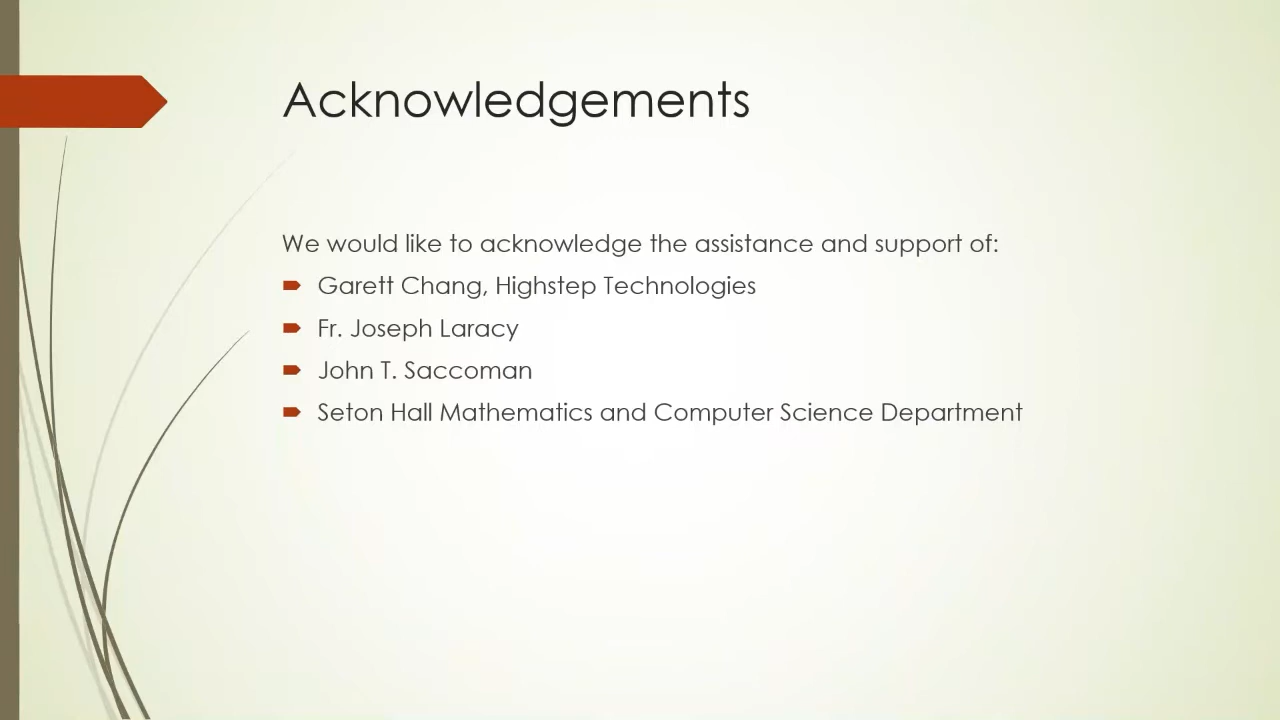 Acknowledgements
We would like to acknowledge the assistance and support of:
Garett Chang, Highstep Technologies
Fr. Joseph Laracy
John T. Saccoman
Seton Hall Mathematics and Computer Science Department